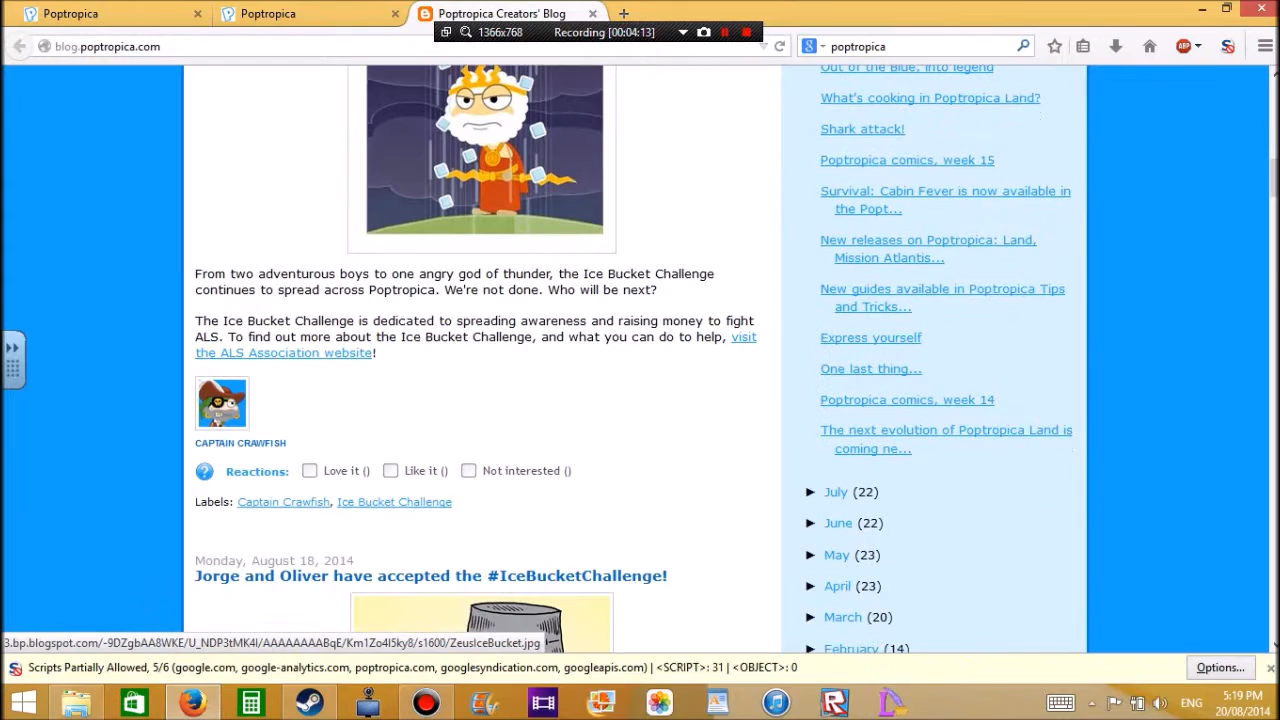 Poptropica
Poptropica
Poptropica Creators' Blog
1366x768
Recording [00:04:13]
blog.poptropica.com
poptropica
ABP
Out of the Blue, into legend
What's cooking in Poptropica Land?
Shark attack!
Poptropica comics, week 15
Survival: Cabin Fever is now available in
the Popt...
New releases on Poptropica: Land,
Mission Atlantis...
New guides available in Poptropica Tips
and Tricks...
Express yourself
One last thing...
Poptropica comics, week 14
The next evolution of Poptropica Land is
coming ne...
► July (22)
► June (22)
► May (23)
► April (23)
► March (20)
► February (14)
From two adventurous boys to one angry god of thunder, the Ice Bucket Challenge
continues to spread across Poptropica. We're not done. Who will be next?
The Ice Bucket Challenge is dedicated to spreading awareness and raising money to fight
ALS. To find out more about the Ice Bucket Challenge, and what you can do to help, visit
the ALS Association website!
CAPTAIN CRAWFISH
Reactions: Love it () Like it () Not interested ()
Labels: Captain Crawfish, Ice Bucket Challenge
Monday, August 18, 2014
Jorge and Oliver have accepted the #IceBucketChallenge!
3.bp.blogspot.com/-9DZgbAA8WKE/U_NDP3tMK4I/AAAAAAAABqE/Km1Zo4I5ky8/s1600/ZeusIceBucket.jpg
Scripts Partially Allowed, 5/6 (google.com, google-analytics.com, poptropica.com, googlesyndication.com, googleapis.com) | <SCRIPT>: 31 | <OBJECT>: 0
Options...
ENG
5:19 PM
20/08/2014